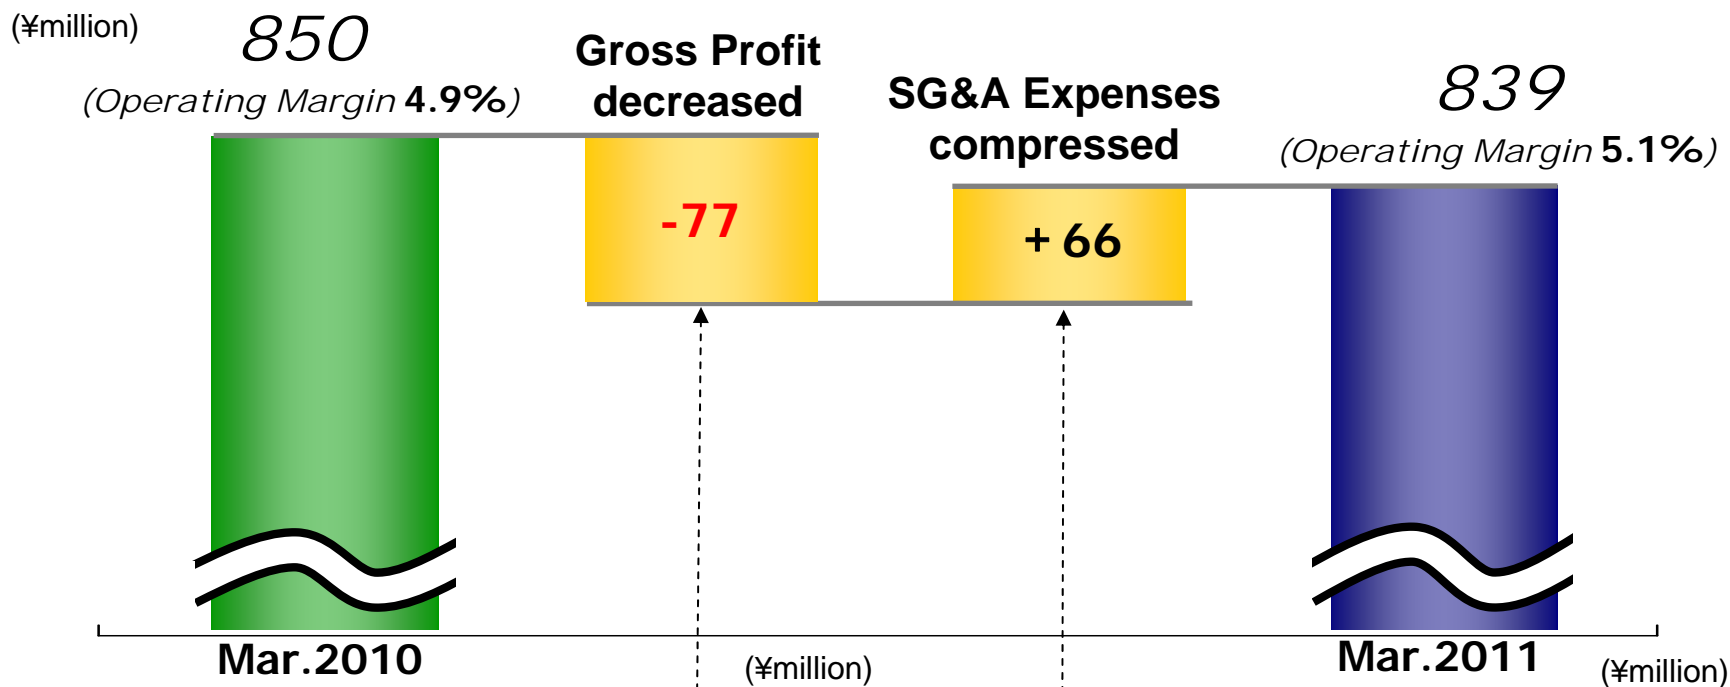 (¥million)
850
(Operating Margin 4.9%)
Gross Profit
decreased
SG&A Expenses
compressed
839
(Operating Margin 5.1%)
-77
+ 66
Mar.2010
(¥million)
Mar.2011
(¥million)